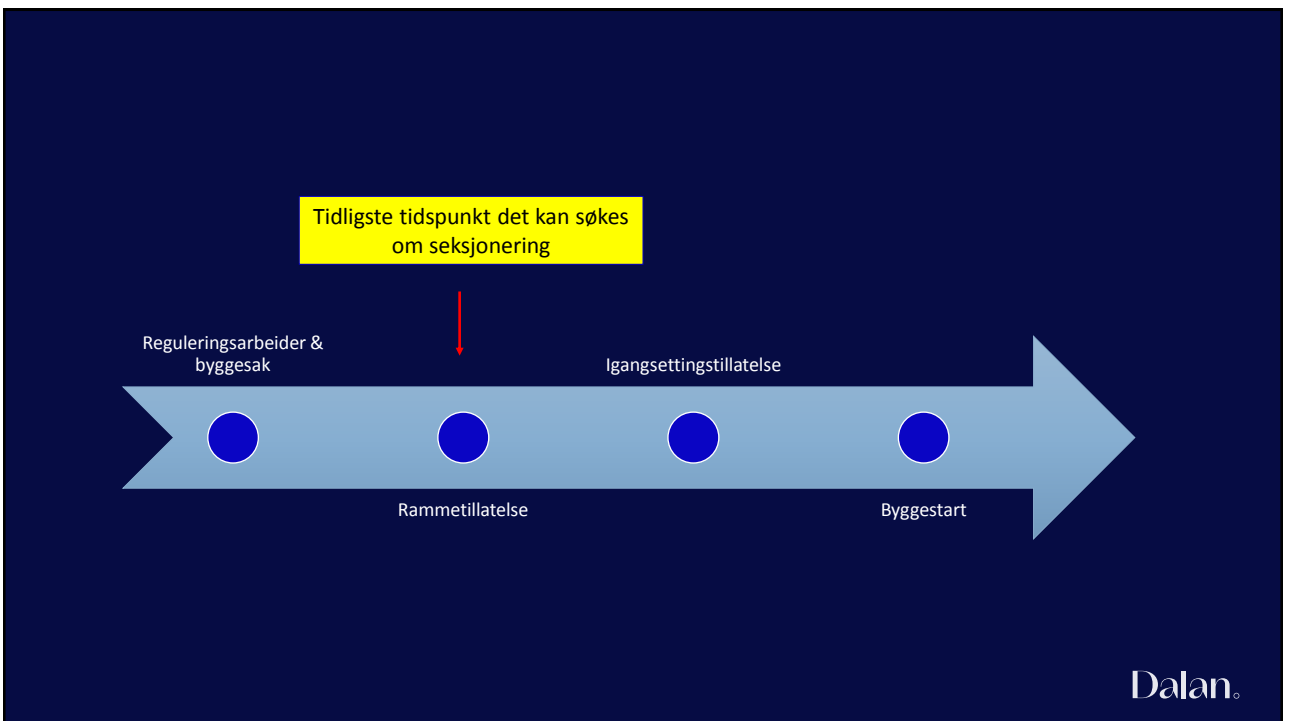 Tidligste tidspunkt det kan søkes
om seksjonering
Reguleringsarbeider &
byggesak
Igangsettingstillatelse
Rammetillatelse
Byggestart
Dalan.